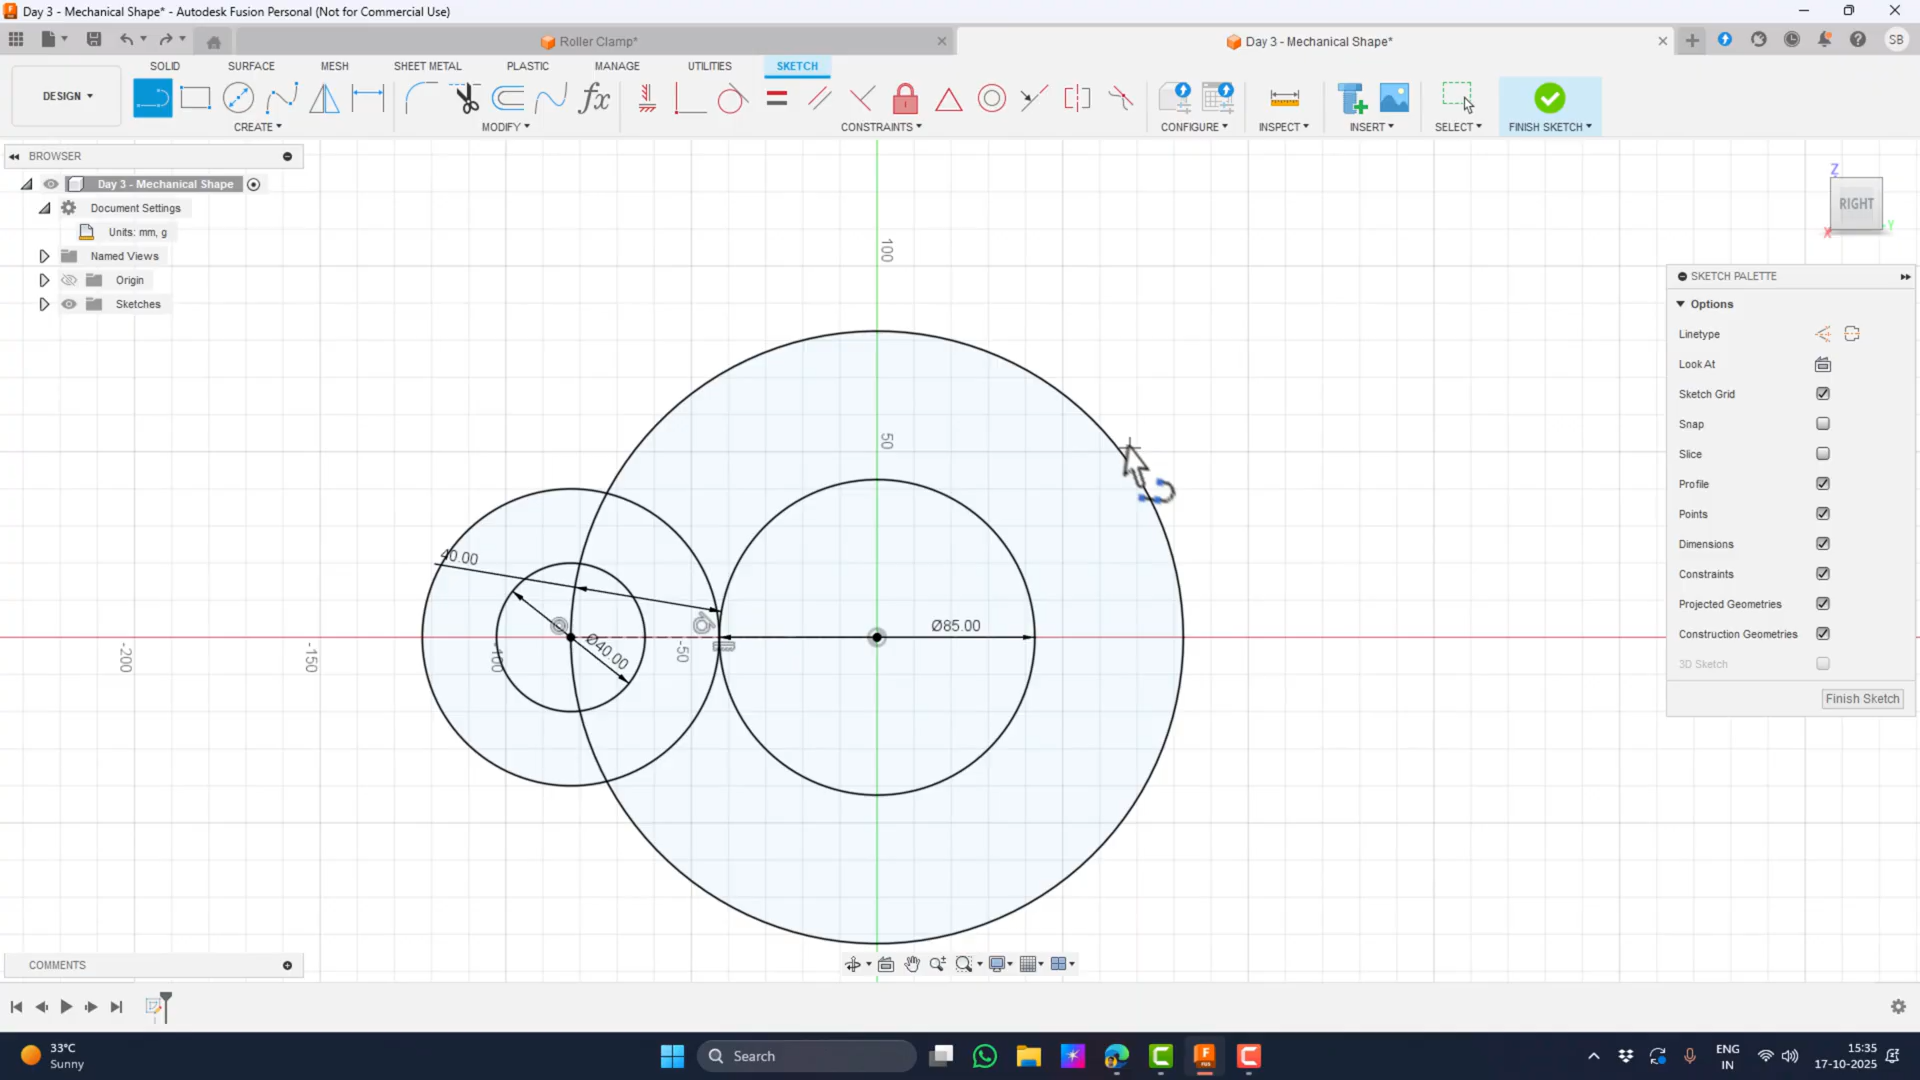 Day 3 - Mechanical Shape* - Autodesk Fusion Personal (Not for Commercial Use)
Roller Clamp*
Day 3 - Mechanical Shape*
SB
SOLID
SURFACE
MESH
SHEET METAL
PLASTIC
MANAGE
UTILITIES
SKETCH
DESIGN
CREATE
MODIFY
CONSTRAINTS
CONFIGURE
INSPECT
INSERT
SELECT
FINISH SKETCH
BROWSER
Day 3 - Mechanical Shape
Document Settings
Units: mm, g
Named Views
Origin
Sketches
Z
RIGHT
X
Y
SKETCH PALETTE
Options
Linetype
Look At
Sketch Grid
Snap
Slice
Profile
Points
Dimensions
Constraints
Projected Geometries
Construction Geometries
3D Sketch
Finish Sketch
100
50
40.00
Ø40.00
Ø85.00
-200
-150
-100
-50
COMMENTS
33°C
Sunny
Search
ENG
IN
15:35
17-10-2025